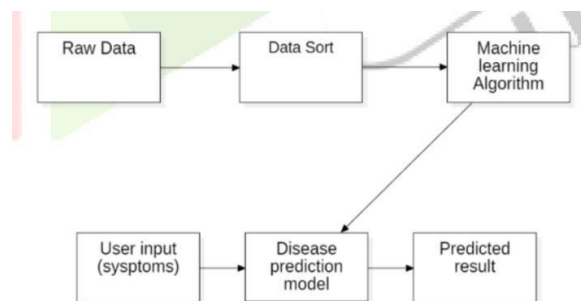 Raw Data
Data Sort
Machine
learning
Algorithm
User input
(sysptoms)
Disease
prediction
model
Predicted
result